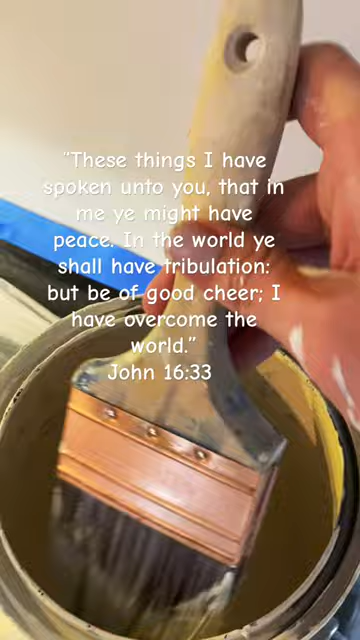 "These things I have
spoken unto you, that in
me ye might have
peace. In the world ye
shall have tribulation:
but be of good cheer; I
have overcome the
world."
John 16:33